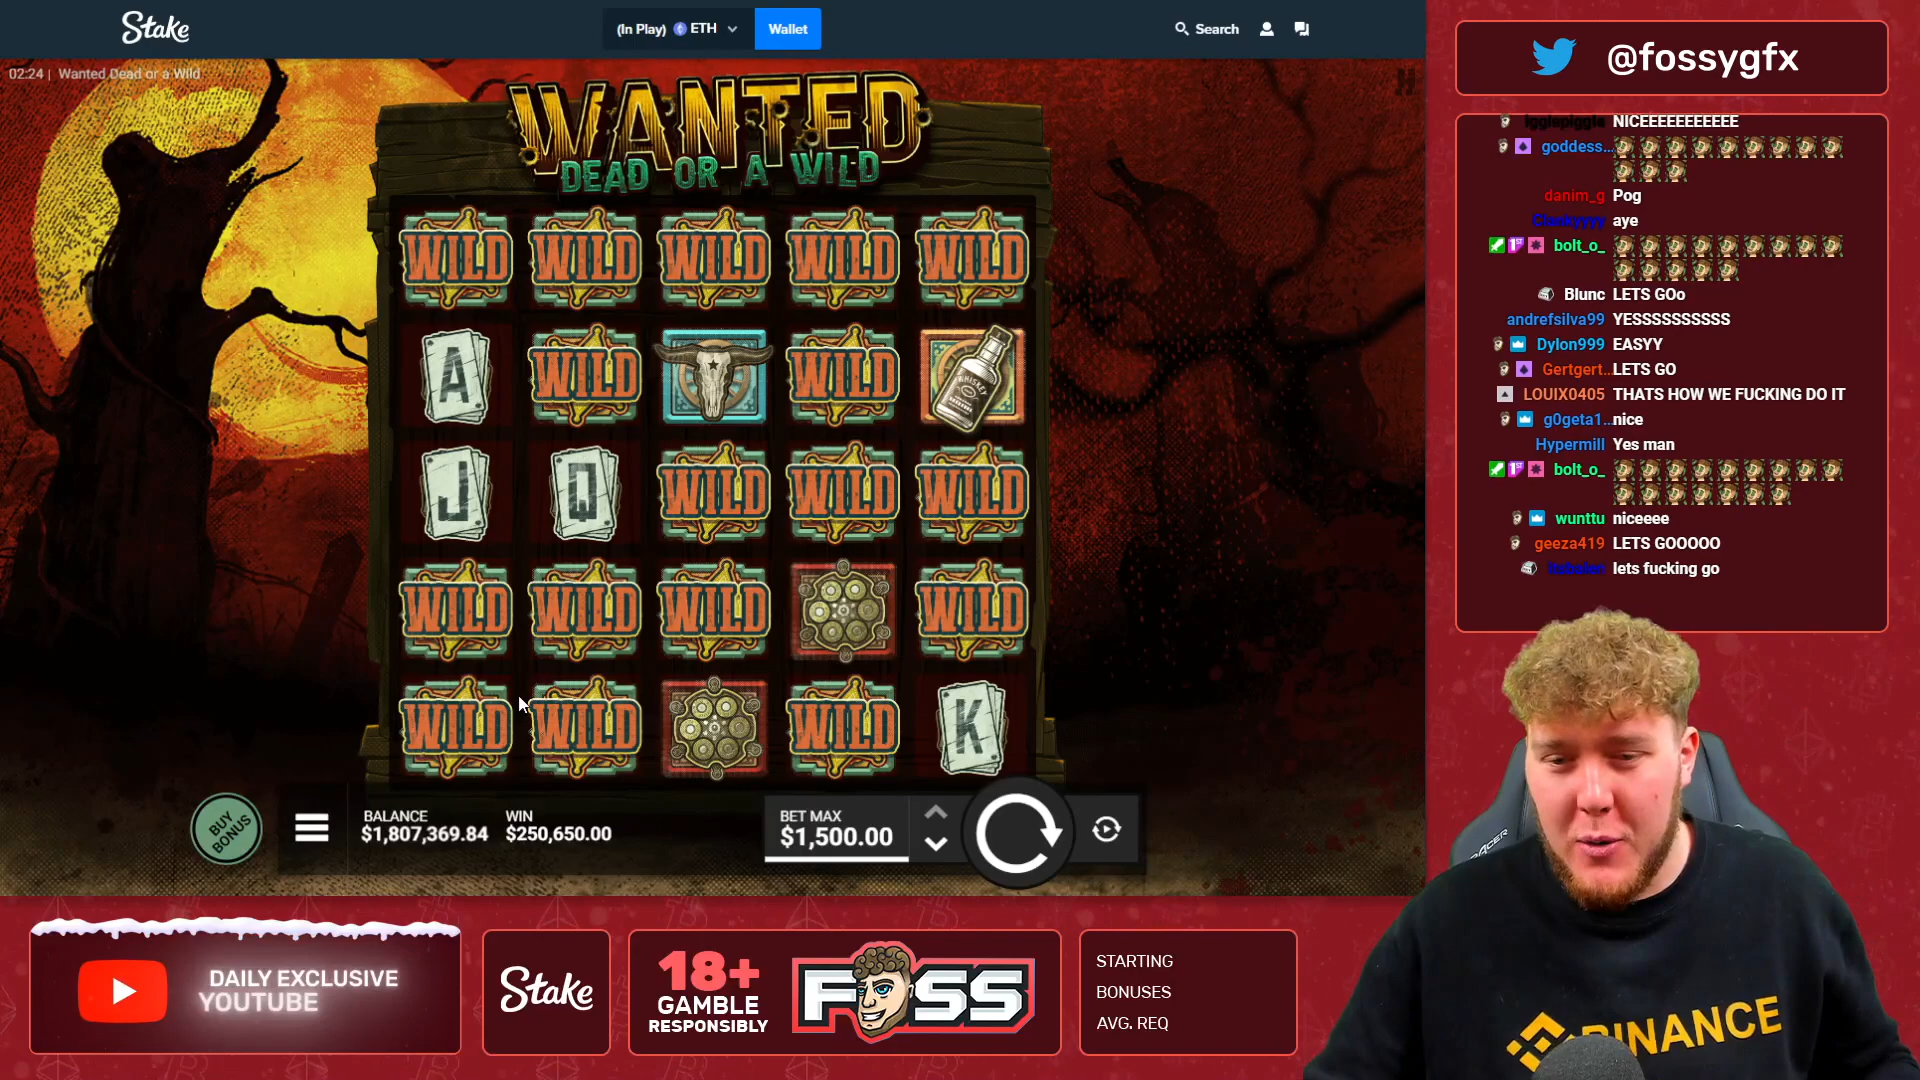 Stake
(In Play) ETH
Wallet
Search
02:24 | Wanted Dead or a Wild
WANTED
DEAD OR A WILD
WILD WILD WILD WILD WILD
A WILD WILD WHISKEY
J Q WILD WILD WILD
WILD WILD WILD WILD
WILD WILD WILD K
BUY BONUS
BALANCE
$1,807,369.84
WIN
$250,650.00
BET MAX
$1,500.00
@fossygfx
iggiepiggie NICEEEEEEEEEEE
goddess...
danim_g Pog
Clankyyyy aye
bolt_o_
Blunc LETS GOo
andrefsilva99 YESSSSSSSSSS
Dylon999 EASYY
Gertgert...LETS GO
LOUIX0405 THATS HOW WE FUCKING DO IT
g0geta1...nice
Hypermill Yes man
bolt_o_
wunttu niceeee
geeza419 LETS GOOOOO
lets fucking go
RACER
BINANCE
DAILY EXCLUSIVE
YOUTUBE
Stake
18+
GAMBLE
RESPONSIBLY
FOSS
STARTING
BONUSES
AVG. REQ